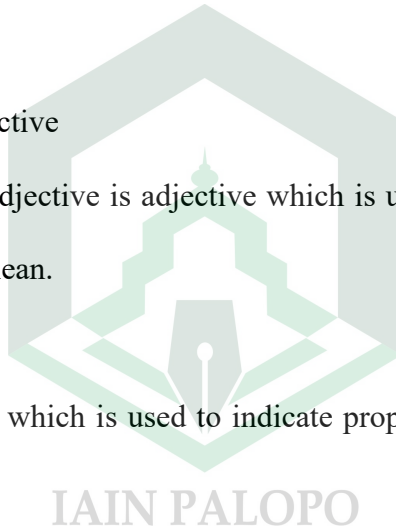 ctive
djective is adjective which is u
ean.
which is used to indicate prop
IAIN PALOPO